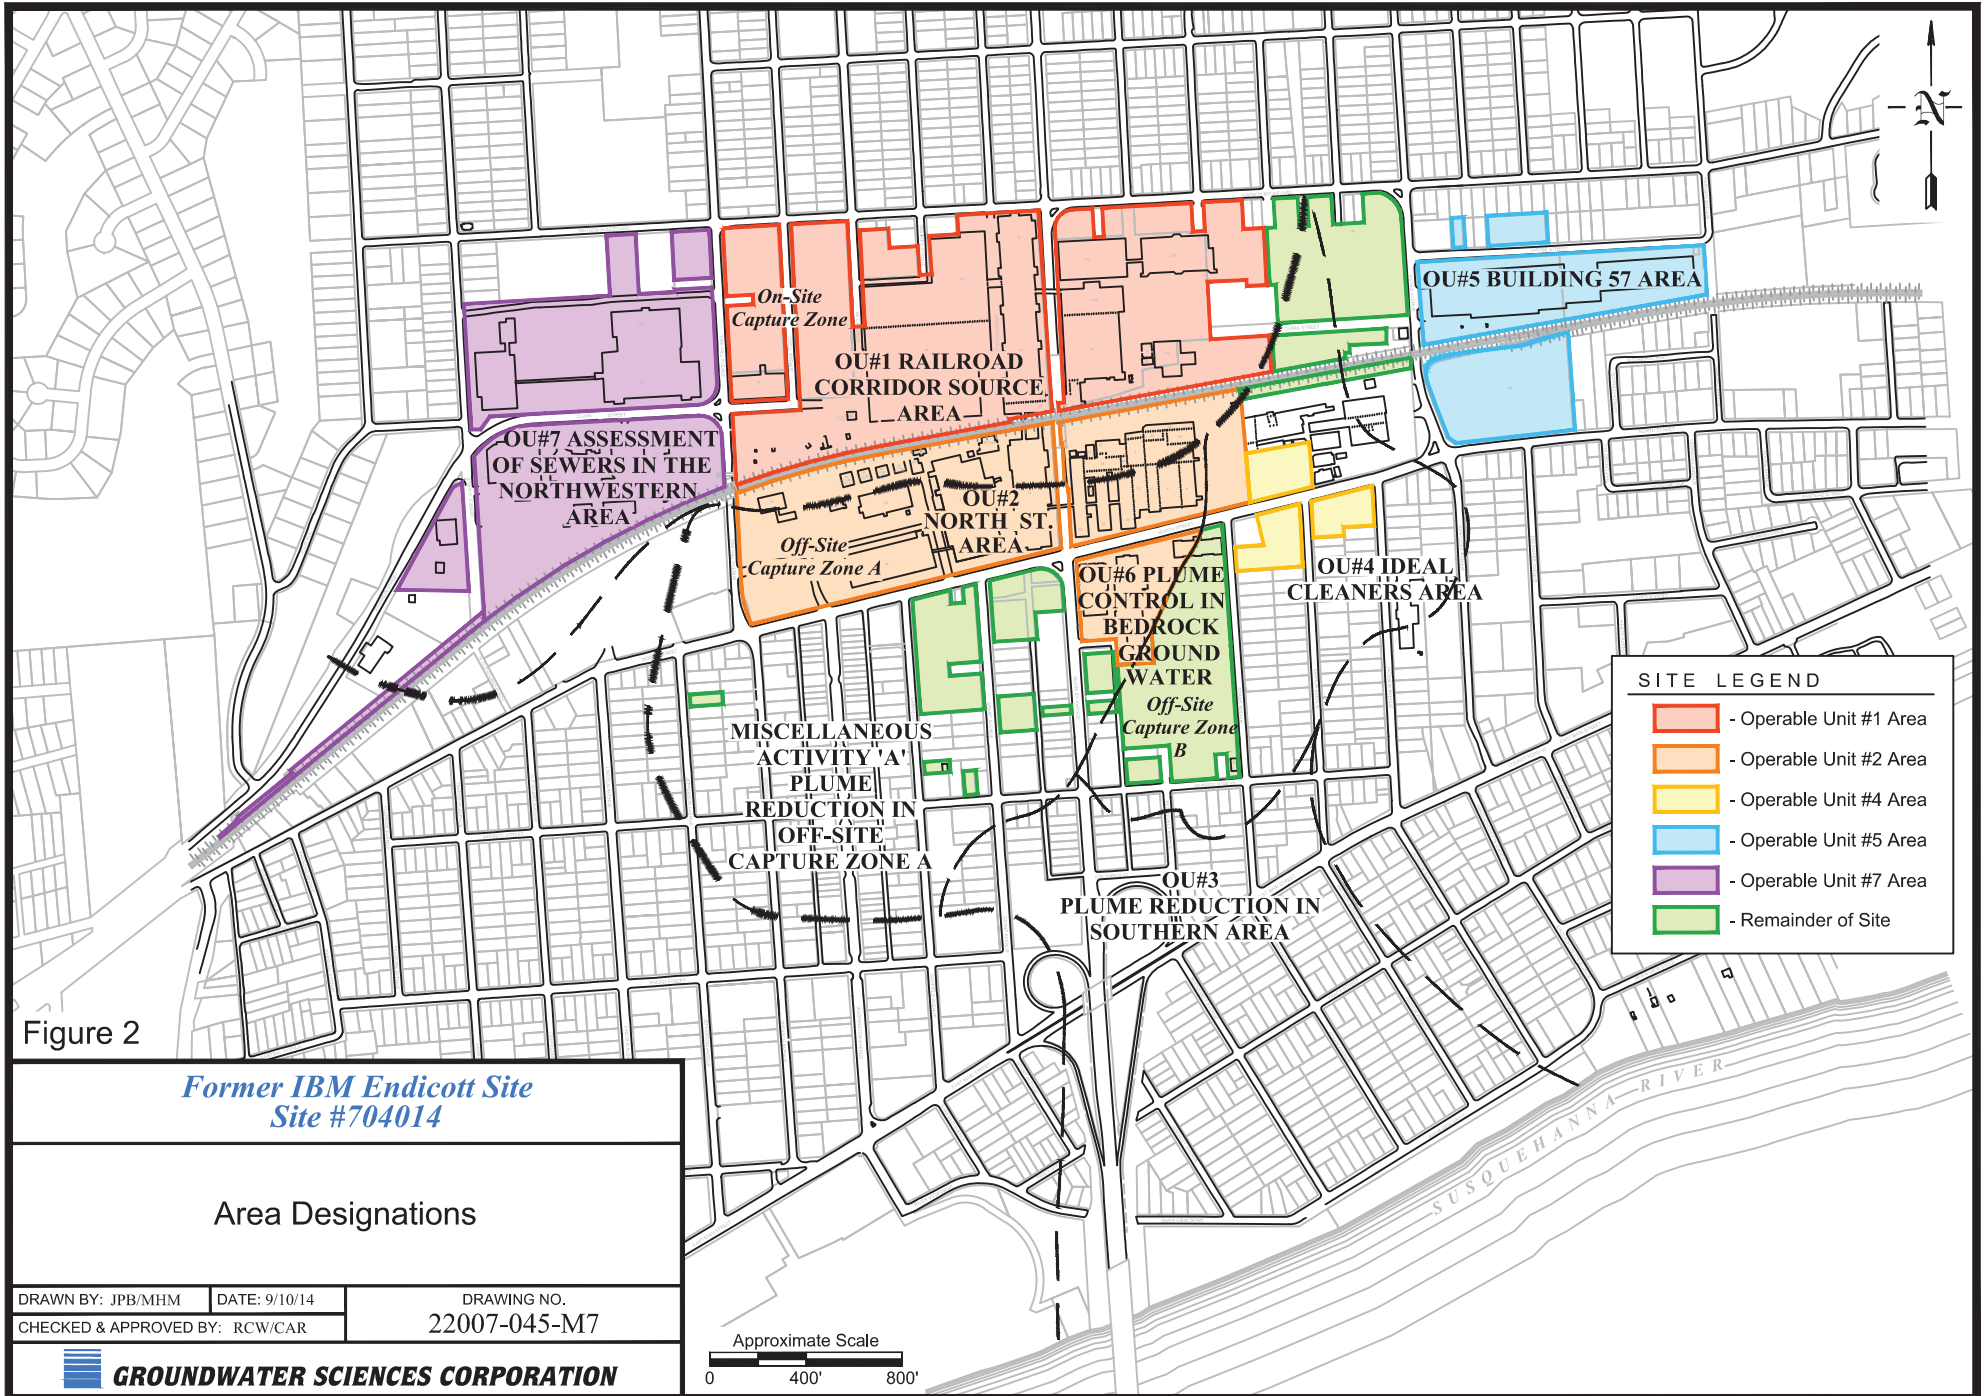 N
On-Site
Capture Zone
OU#1 RAILROAD
CORRIDOR SOURCE
AREA
OU#5 BUILDING 57 AREA
OU#7 ASSESSMENT
OF SEWERS IN THE
NORTHWESTERN
AREA
OU#2
NORTH ST.
AREA
Off-Site
Capture Zone A
OU#6 PLUME
CONTROL IN
BEDROCK
GROUND
WATER
Off-Site
Capture Zone
B
OU#4 IDEAL
CLEANERS AREA
MISCELLANEOUS
ACTIVITY 'A'
PLUME
REDUCTION IN
OFF-SITE
CAPTURE ZONE A
OU#3
PLUME REDUCTION IN
SOUTHERN AREA
SITE LEGEND
- Operable Unit #1 Area
- Operable Unit #2 Area
- Operable Unit #4 Area
- Operable Unit #5 Area
- Operable Unit #7 Area
- Remainder of Site
SUSQUEHANNA RIVER
Figure 2
Former IBM Endicott Site
Site #704014
Area Designations
DRAWN BY: JPB/MHM
DATE: 9/10/14
CHECKED & APPROVED BY: RCW/CAR
DRAWING NO.
22007-045-M7
GROUNDWATER SCIENCES CORPORATION
Approximate Scale
0 400' 800'